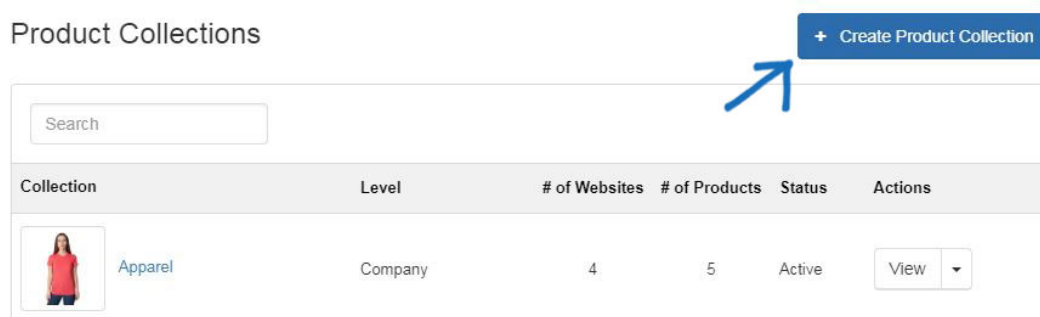 Product Collections
+ Create Product Collection
Search
Collection Level # of Websites # of Products Status Actions
Apparel Company 4 5 Active View